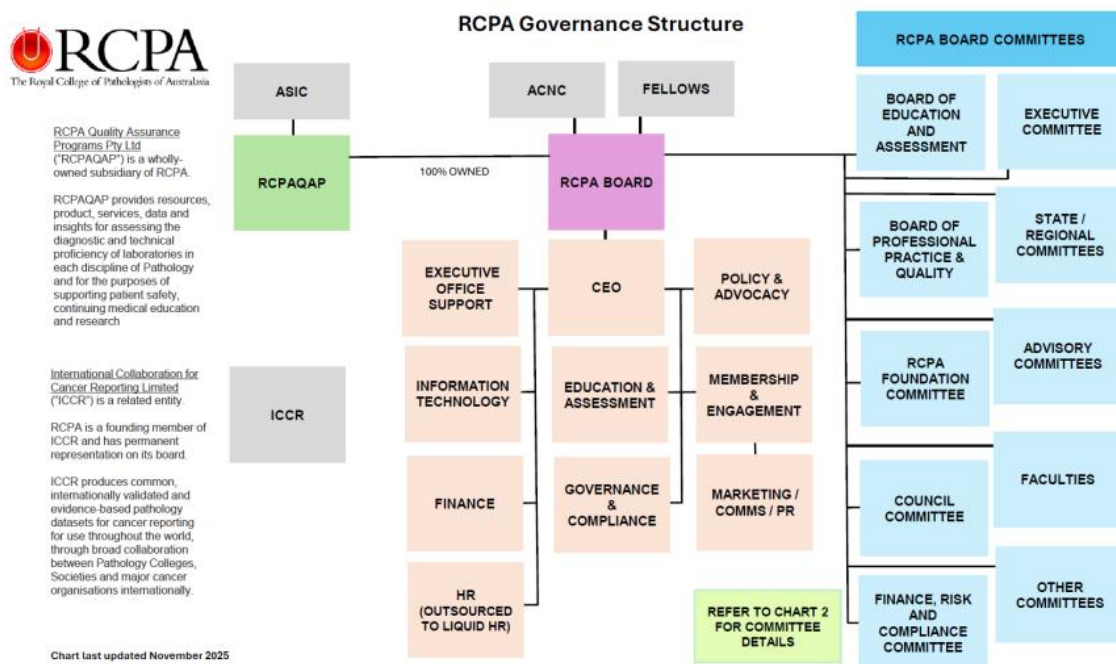 RCPA Governance Structure
RCPA
The Royal College of Pathologists of Australasia
RCPA Quality Assurance
Programs Pty Ltd
("RCPAQAP") is a wholly-
owned subsidiary of RCPA.
RCPAQAP provides resources,
product, services, data and
insights for assessing the
diagnostic and technical
proficiency of laboratories in
each discipline of Pathology
and for the purposes of
supporting patient safety,
continuing medical education
and research
International Collaboration for
Cancer Reporting Limited
("ICCR") is a related entity.
RCPA is a founding member of
ICCR and has permanent
representation on its board.
ICCR produces common,
internationally validated and
evidence-based pathology
datasets for cancer reporting
for use throughout the world,
through broad collaboration
between Pathology Colleges,
Societies and major cancer
organisations internationally.
Chart last updated November 2025
ASIC
RCPAQAP
ICCR
100% OWNED
ACNC
FELLOWS
RCPA BOARD
EXECUTIVE
OFFICE
SUPPORT
CEO
POLICY &
ADVOCACY
INFORMATION
TECHNOLOGY
EDUCATION &
ASSESSMENT
MEMBERSHIP
&
ENGAGEMENT
FINANCE
GOVERNANCE
&
COMPLIANCE
MARKETING /
COMMS / PR
HR
(OUTSOURCED
TO LIQUID HR)
REFER TO CHART 2
FOR COMMITTEE
DETAILS
RCPA BOARD COMMITTEES
BOARD OF
EDUCATION
AND
ASSESSMENT
EXECUTIVE
COMMITTEE
BOARD OF
PROFESSIONAL
PRACTICE &
QUALITY
STATE /
REGIONAL
COMMITTEES
RCPA
FOUNDATION
COMMITTEE
ADVISORY
COMMITTEES
COUNCIL
COMMITTEE
FACULTIES
FINANCE, RISK
AND
COMPLIANCE
COMMITTEE
OTHER
COMMITTEES